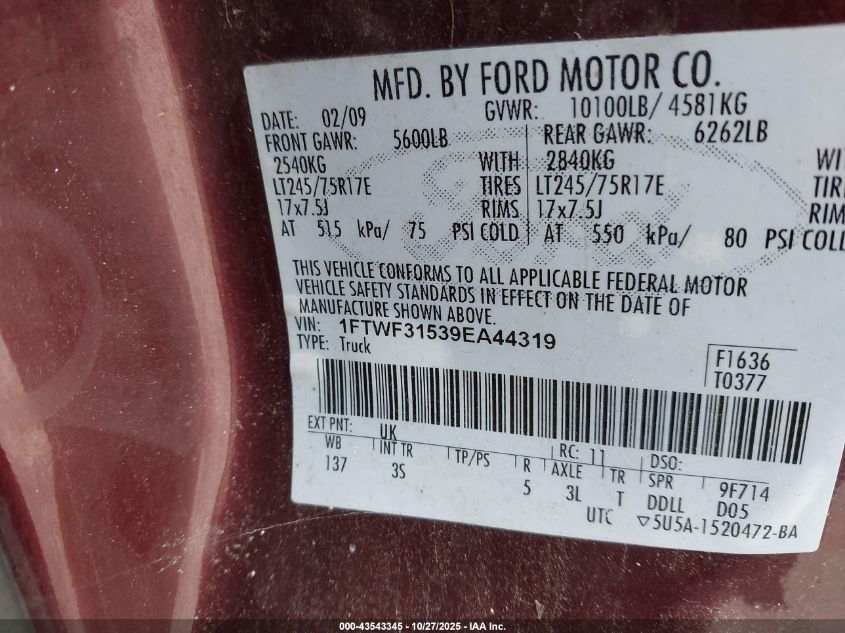 MFD. BY FORD MOTOR CO.
DATE: 02/09 GVWR: 10100LB/ 4581KG
FRONT GAWR: 5600LB REAR GAWR: 6262LB
2540KG WITH 2840KG WI
LT245/75R17E TIRES LT245/75R17E TIR
17x7.5J RIMS 17x7.5J RIM
AT 515 kPa/ 75 PSI COLD AT 550 kPa/ 80 PSI COL
THIS VEHICLE CONFORMS TO ALL APPLICABLE FEDERAL MOTOR
VEHICLE SAFETY STANDARDS IN EFFECT ON THE DATE OF
MANUFACTURE SHOWN ABOVE.
VIN: 1FTWF31539EA44319
TYPE: Truck
F1636
T0377
EXT PNT: UK RC: 11 DSO:
WB INT TR TP/PS R AXLE TR SPR 9F714
137 3S 5 3L T DDLL D05
UTC ▽5U5A-1520472-BA
000-43543345 | 10/27/2025 | IAA Inc.